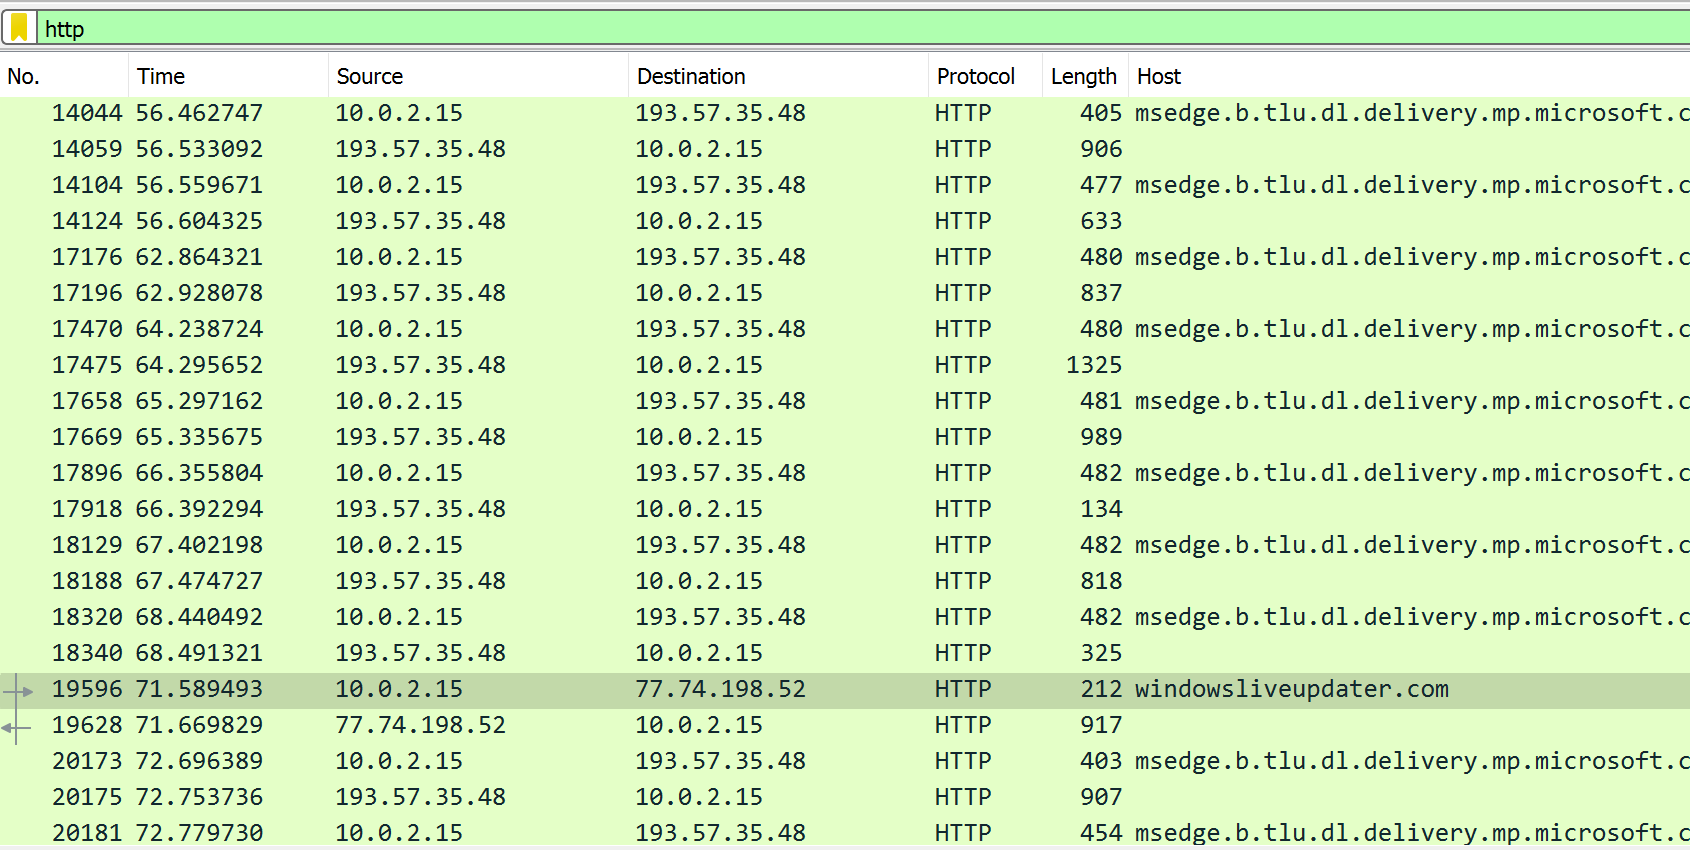 http
No. Time Source Destination Protocol Length Host
14044 56.462747 10.0.2.15 193.57.35.48 HTTP 405 msedge.b.tlu.dl.delivery.mp.microsoft.c
14059 56.533092 193.57.35.48 10.0.2.15 HTTP 906
14104 56.559671 10.0.2.15 193.57.35.48 HTTP 477 msedge.b.tlu.dl.delivery.mp.microsoft.c
14124 56.604325 193.57.35.48 10.0.2.15 HTTP 633
17176 62.864321 10.0.2.15 193.57.35.48 HTTP 480 msedge.b.tlu.dl.delivery.mp.microsoft.c
17196 62.928078 193.57.35.48 10.0.2.15 HTTP 837
17470 64.238724 10.0.2.15 193.57.35.48 HTTP 480 msedge.b.tlu.dl.delivery.mp.microsoft.c
17475 64.295652 193.57.35.48 10.0.2.15 HTTP 1325
17658 65.297162 10.0.2.15 193.57.35.48 HTTP 481 msedge.b.tlu.dl.delivery.mp.microsoft.c
17669 65.335675 193.57.35.48 10.0.2.15 HTTP 989
17896 66.355804 10.0.2.15 193.57.35.48 HTTP 482 msedge.b.tlu.dl.delivery.mp.microsoft.c
17918 66.392294 193.57.35.48 10.0.2.15 HTTP 134
18129 67.402198 10.0.2.15 193.57.35.48 HTTP 482 msedge.b.tlu.dl.delivery.mp.microsoft.c
18188 67.474727 193.57.35.48 10.0.2.15 HTTP 818
18320 68.440492 10.0.2.15 193.57.35.48 HTTP 482 msedge.b.tlu.dl.delivery.mp.microsoft.c
18340 68.491321 193.57.35.48 10.0.2.15 HTTP 325
19596 71.589493 10.0.2.15 77.74.198.52 HTTP 212 windowsliveupdater.com
19628 71.669829 77.74.198.52 10.0.2.15 HTTP 917
20173 72.696389 10.0.2.15 193.57.35.48 HTTP 403 msedge.b.tlu.dl.delivery.mp.microsoft.c
20175 72.753736 193.57.35.48 10.0.2.15 HTTP 907
20181 72.779730 10.0.2.15 193.57.35.48 HTTP 454 msedge.b.tlu.dl.delivery.mp.microsoft.c